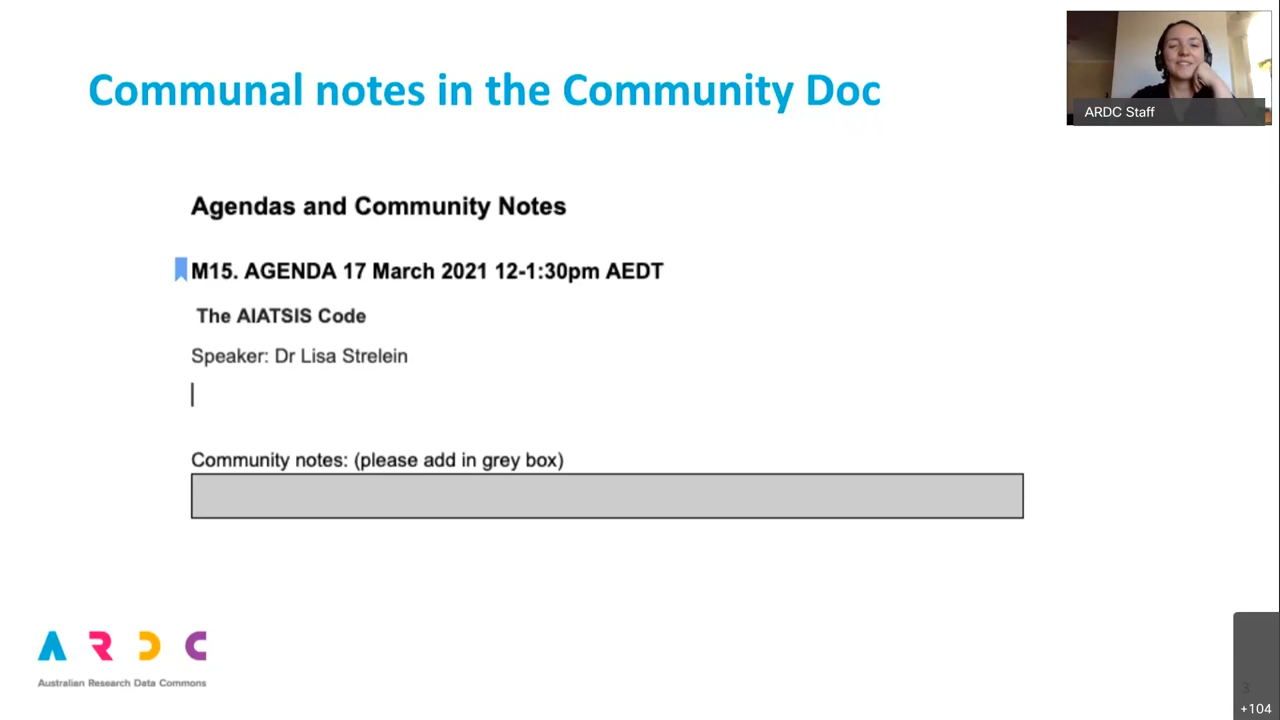 Communal notes in the Community Doc
ARDC Staff
Agendas and Community Notes
M15. AGENDA 17 March 2021 12-1:30pm AEDT
The AIATSIS Code
Speaker: Dr Lisa Strelein
Community notes: (please add in grey box)
ARDC
Australian Research Data Commons
3
+104